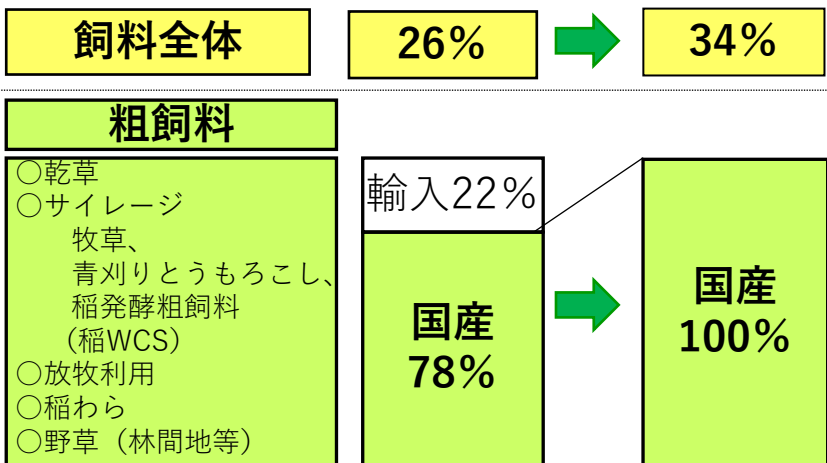 飼料全体
26%
34%
粗飼料
○乾草
○サイレージ
牧草、
青刈りとうもろこし、
稲発酵粗飼料
（稲WCS）
○放牧利用
○稲わら
○野草（林間地等）
輸入22%
国産
78%
国産
100%